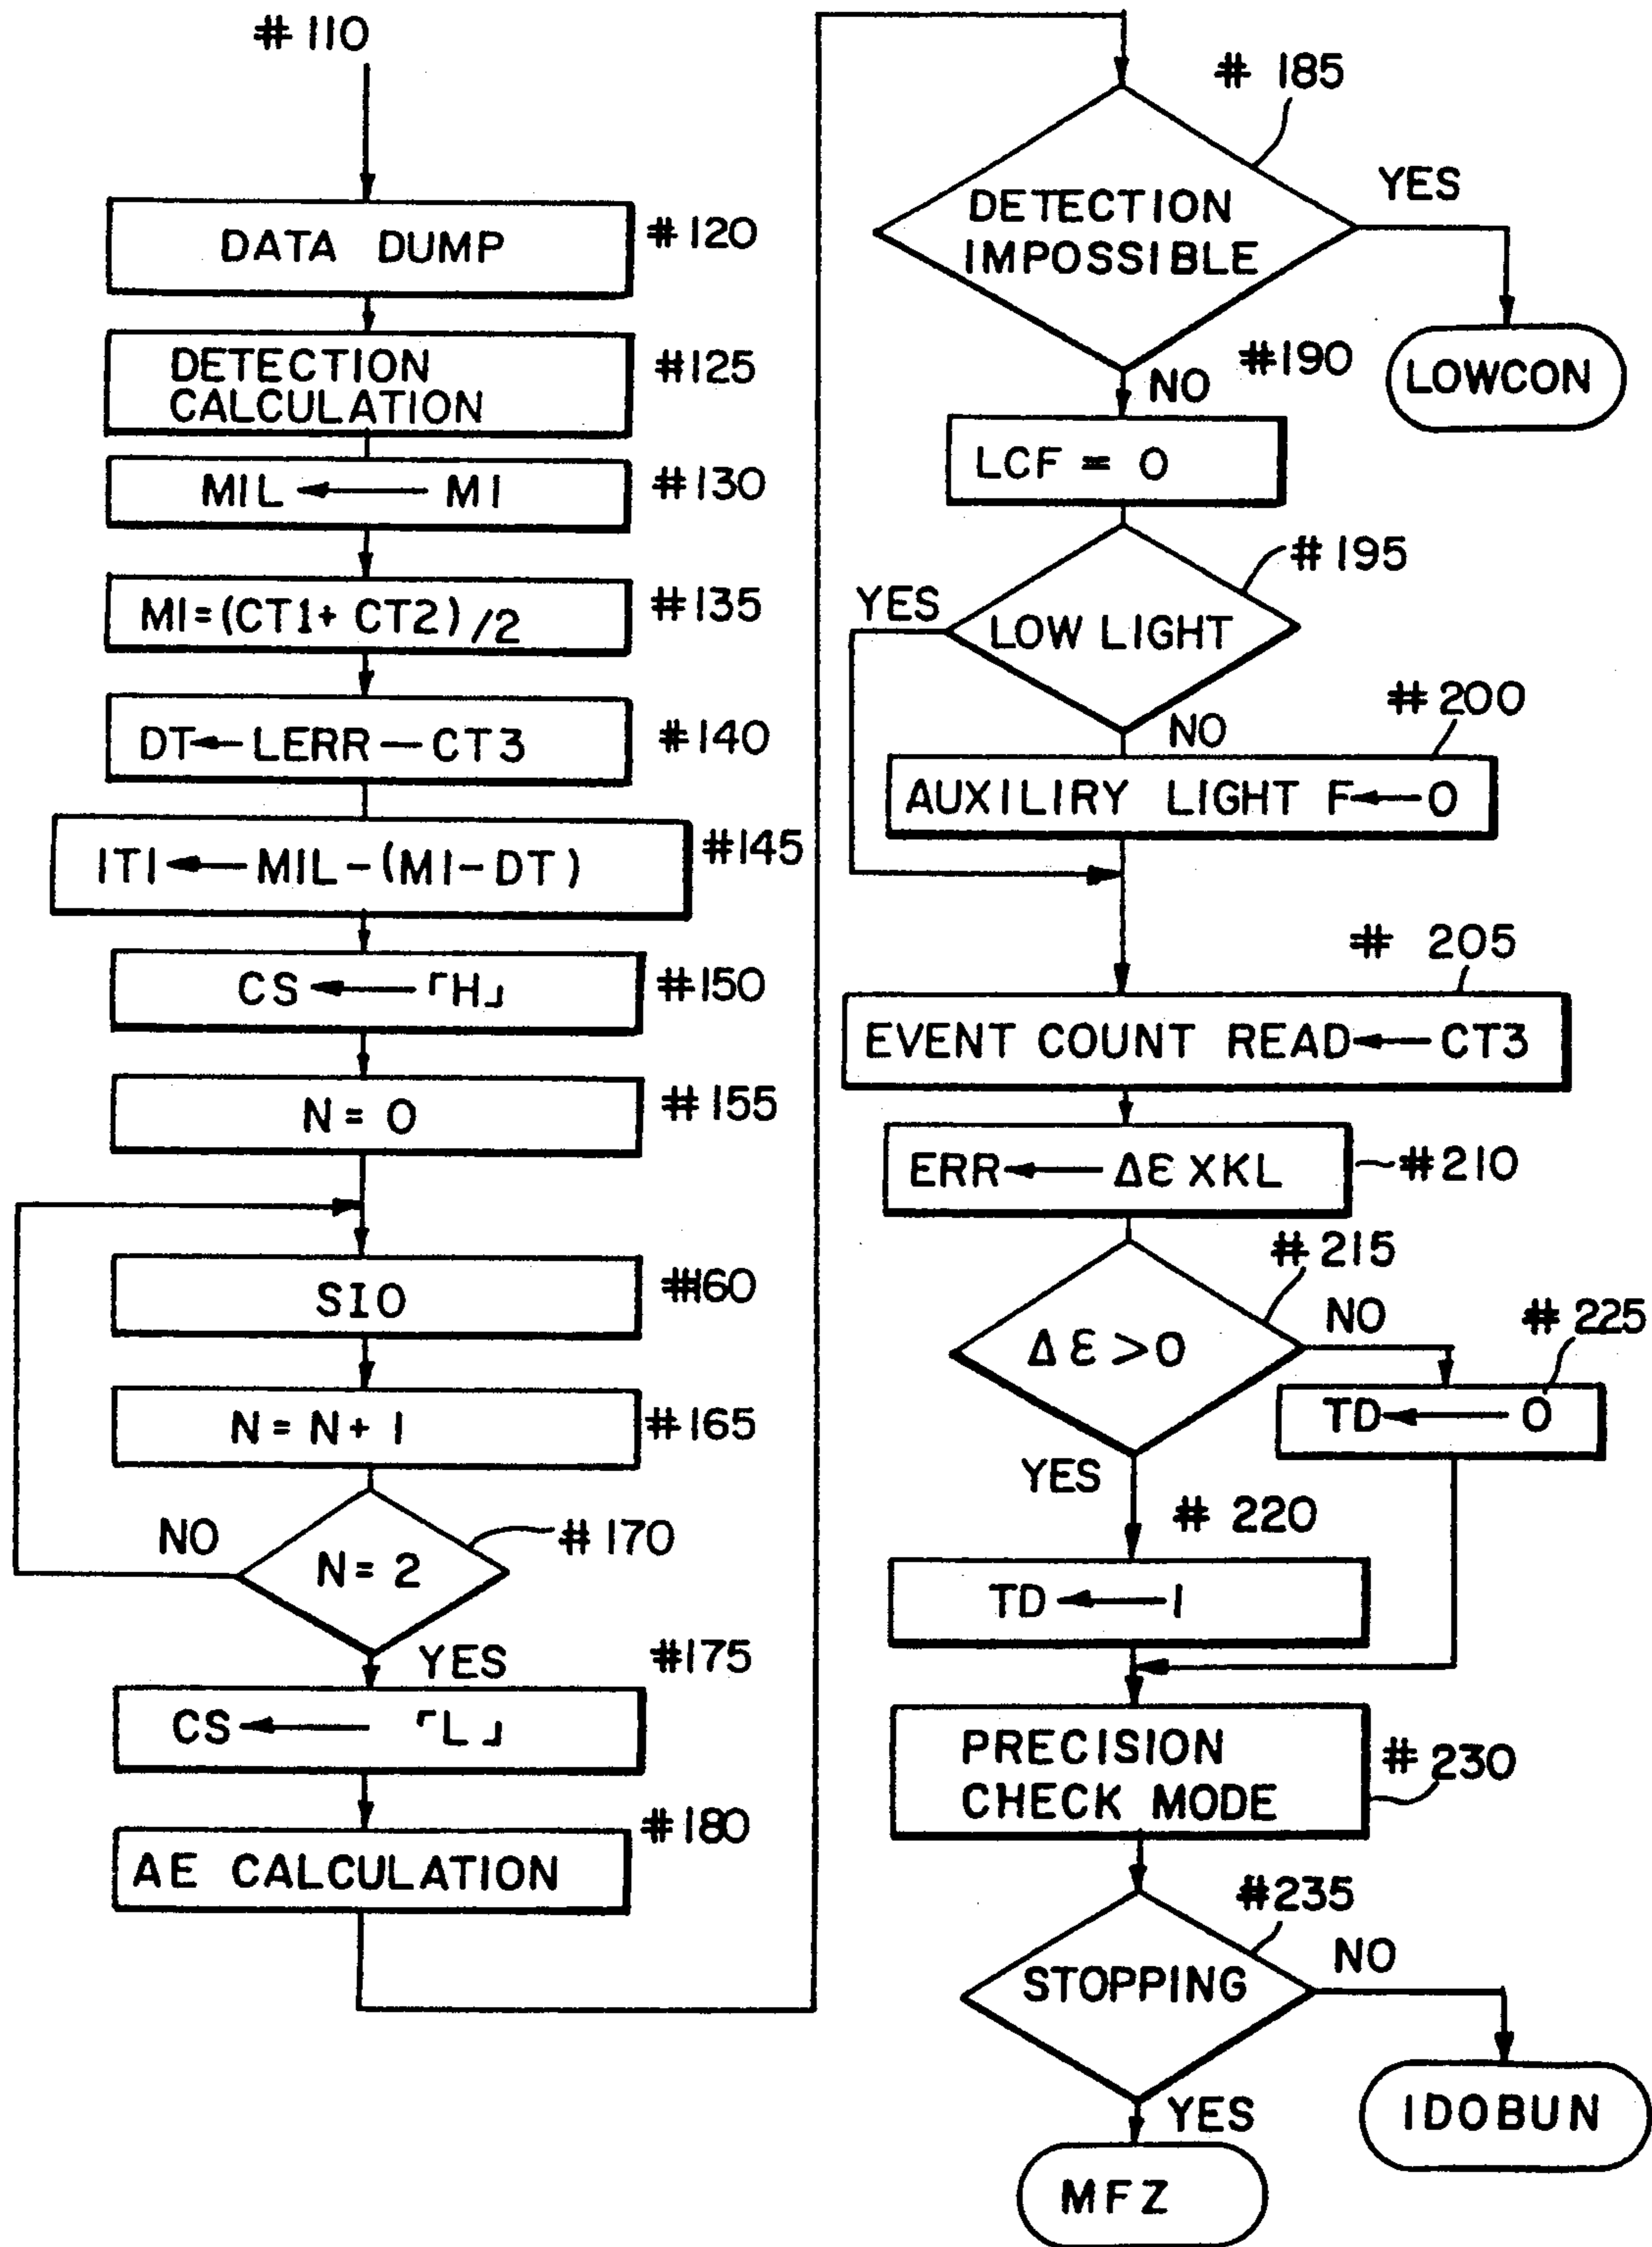 # 110
DATA DUMP
#120
DETECTION
CALCULATION
#125
MIL ← MI
#130
MI=(CT1+ CT2) /2
#135
DT←LERR—CT3
#140
ITI←MIL-(MI-DT)
#145
CS←「H」
#150
N = 0
#155
SIO
#160
N = N + 1
#165
NO
N = 2
#170
YES
#175
CS←「L」
#180
AE CALCULATION
# 185
DETECTION
IMPOSSIBLE
YES
LOWCON
NO
#190
LCF = 0
#195
YES
LOW LIGHT
NO
# 200
AUXILIRY LIGHT F←0
# 205
EVENT COUNT READ←CT3
ERR←ΔεXKL
#210
# 215
Δε>0
NO
# 225
TD←0
YES
# 220
TD←1
PRECISION
CHECK MODE
# 230
#235
STOPPING
NO
IDOBUN
YES
MFZ